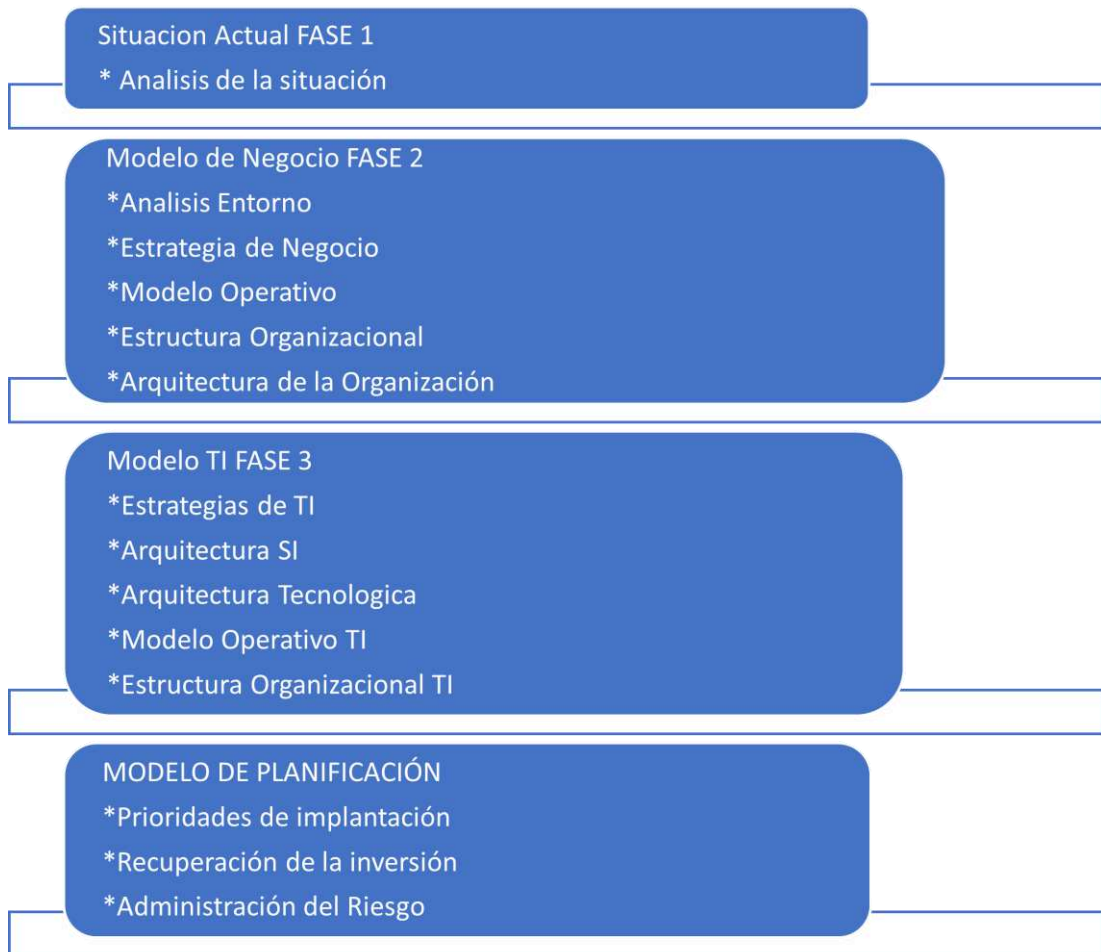 Situacion Actual FASE 1
* Analisis de la situación
Modelo de Negocio FASE 2
*Analisis Entorno
*Estrategia de Negocio
*Modelo Operativo
*Estructura Organizacional
*Arquitectura de la Organización
Modelo TI FASE 3
*Estrategias de TI
*Arquitectura SI
*Arquitectura Tecnologica
*Modelo Operativo TI
*Estructura Organizacional TI
MODELO DE PLANIFICACIÓN
*Prioridades de implantación
*Recuperación de la inversión
*Administración del Riesgo